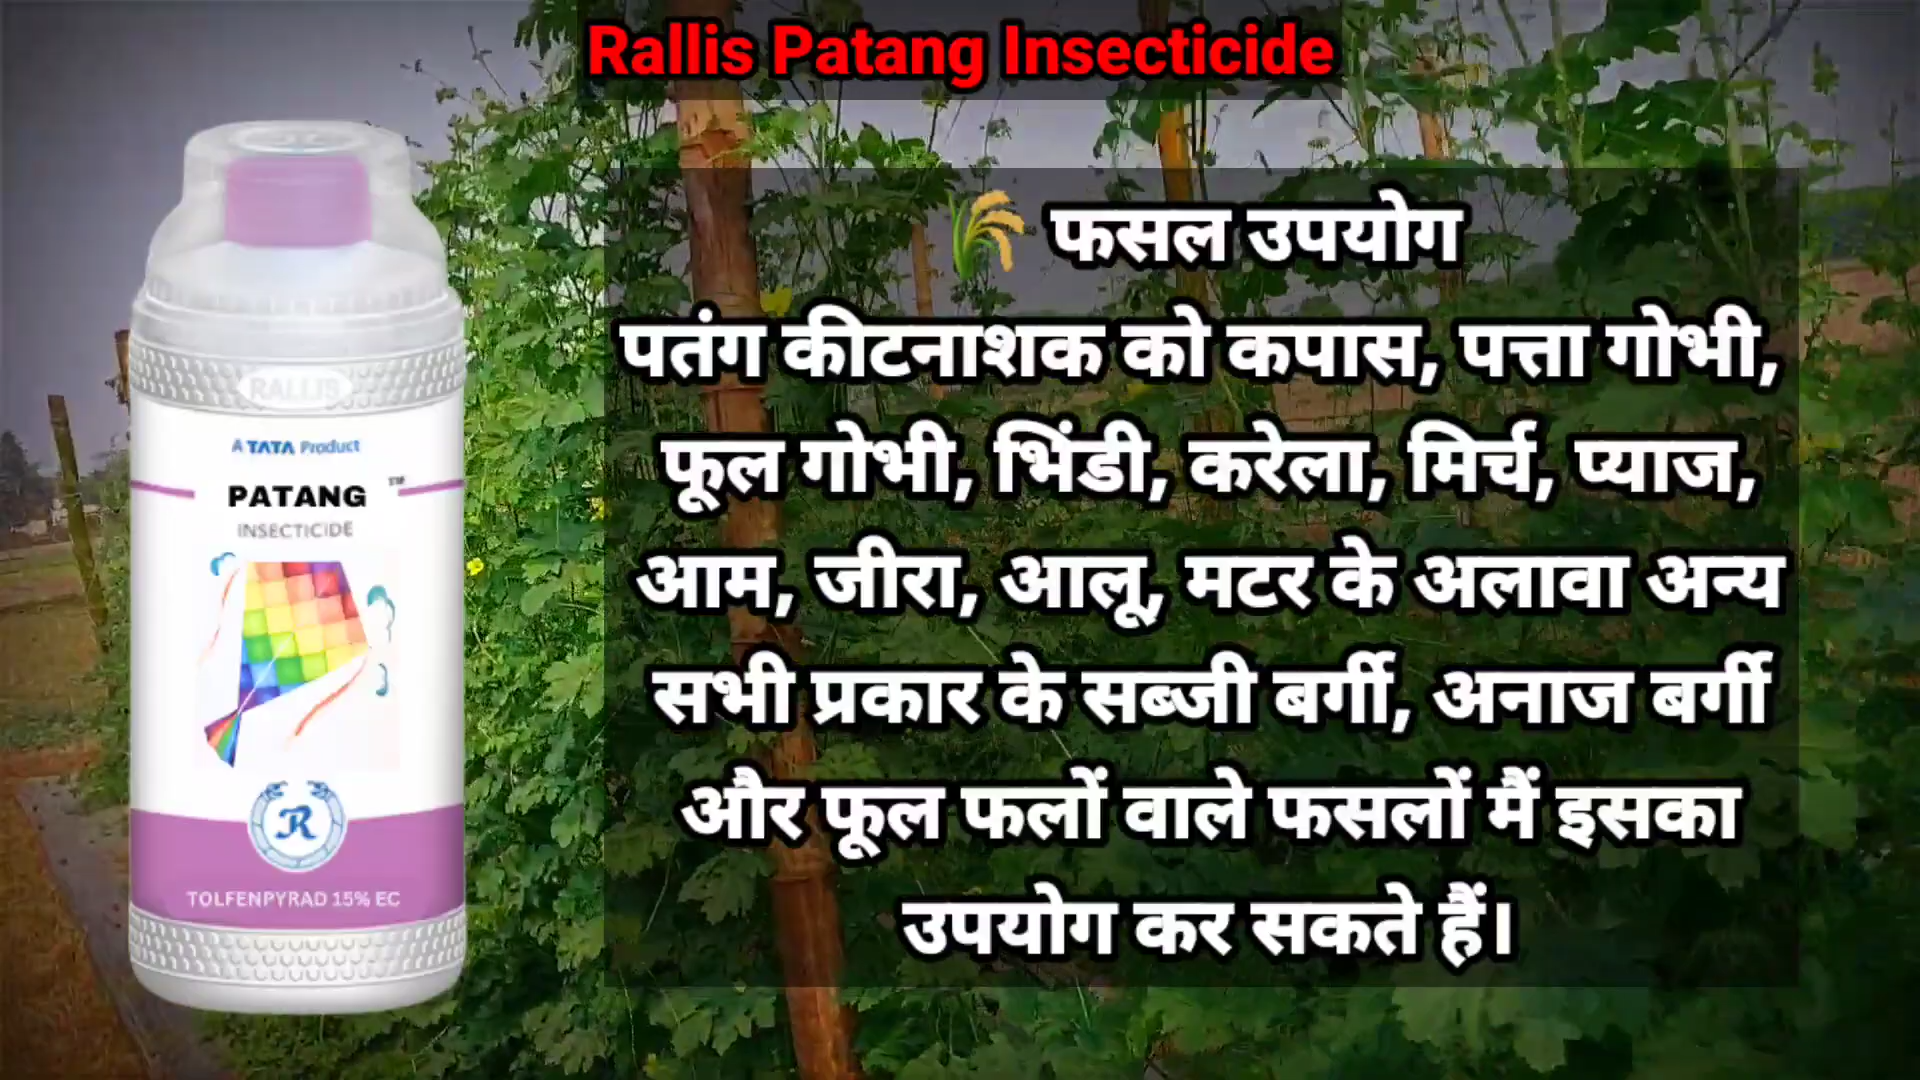 Rallis Patang Insecticide
🌾 फसल उपयोग
पतंग कीटनाशक को कपास, पत्ता गोभी,
फूल गोभी, भिंडी, करेला, मिर्च, प्याज,
आम, जीरा, आलू, मटर के अलावा अन्य
सभी प्रकार के सब्जी बर्गी, अनाज बर्गी
और फूल फलों वाले फसलों मैं इसका
उपयोग कर सकते हैं।
RALLIS
A TATA Product
PATANG TM
INSECTICIDE
R
TOLFENPYRAD 15% EC